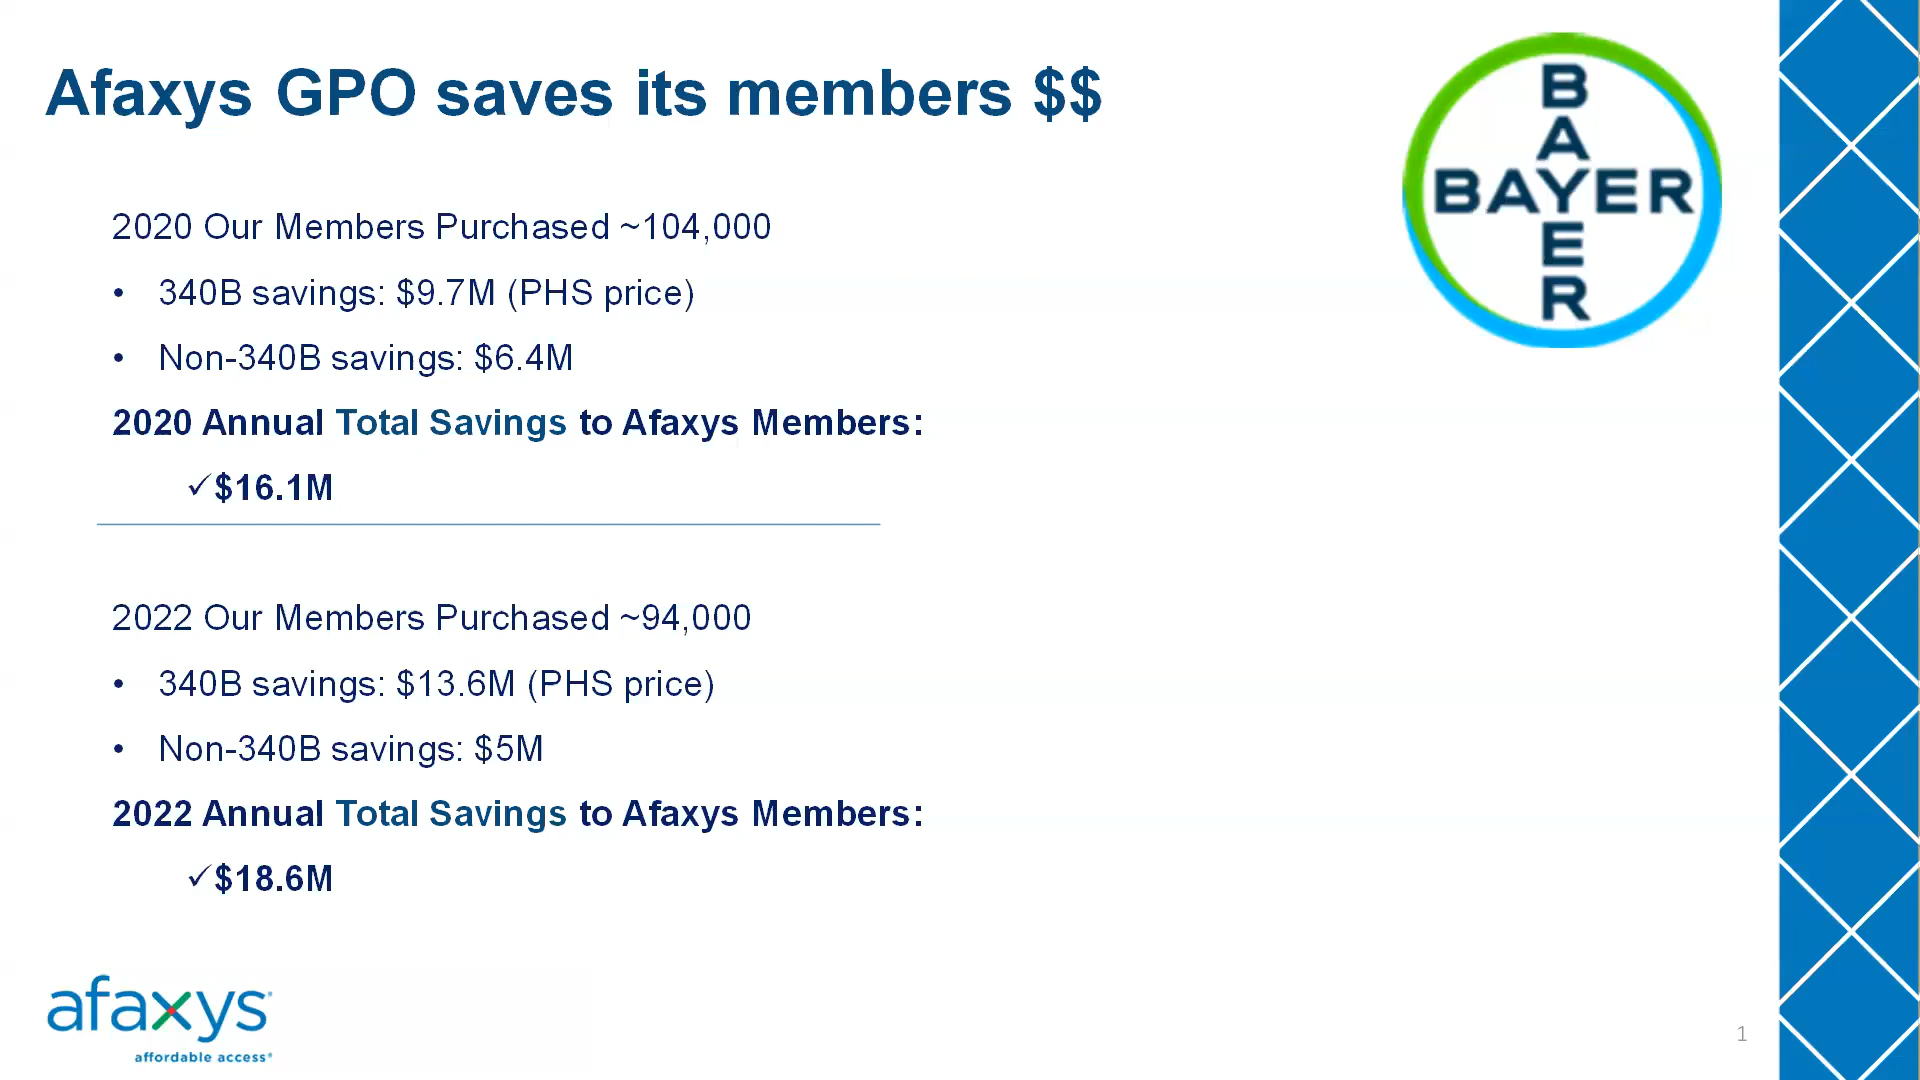 Afaxys GPO saves its members $$
B
A
BAYER
E
R
2020 Our Members Purchased ~104,000
• 340B savings: $9.7M (PHS price)
• Non-340B savings: $6.4M
2020 Annual Total Savings to Afaxys Members:
✓$16.1M
2022 Our Members Purchased ~94,000
• 340B savings: $13.6M (PHS price)
• Non-340B savings: $5M
2022 Annual Total Savings to Afaxys Members:
✓$18.6M
afaxys®
affordable access®
1